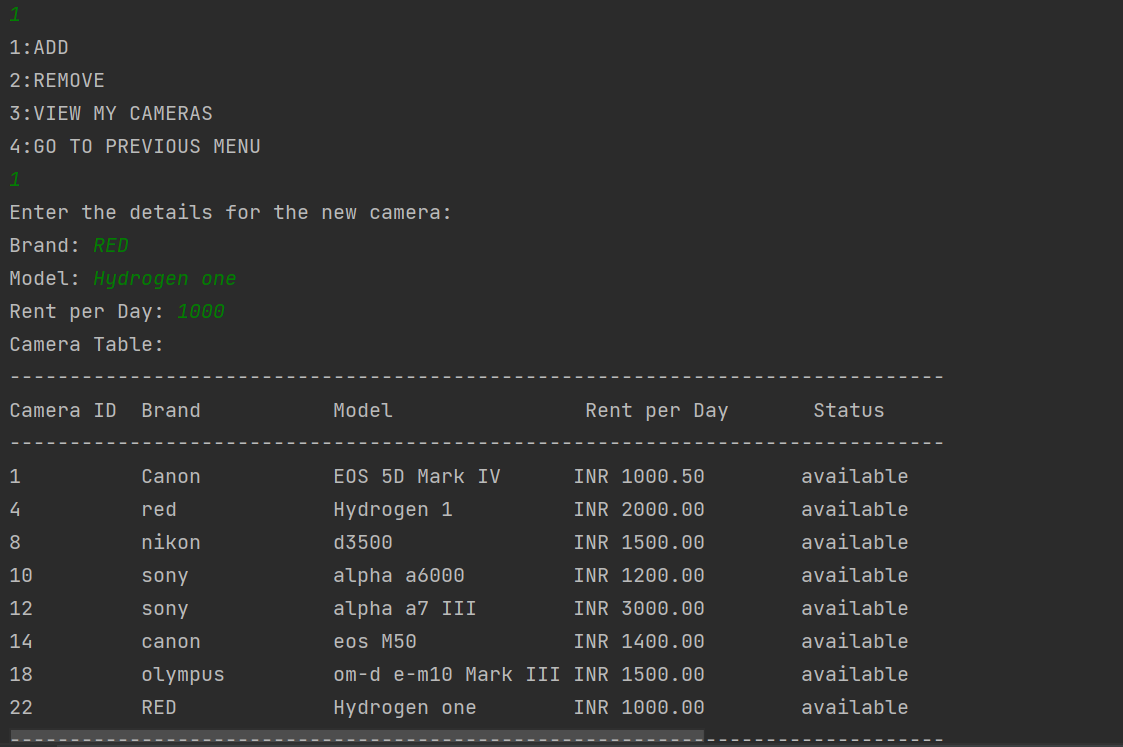 1
1:ADD
2:REMOVE
3:VIEW MY CAMERAS
4:GO TO PREVIOUS MENU
1
Enter the details for the new camera:
Brand: RED
Model: Hydrogen one
Rent per Day: 1000
Camera Table:
------------------------------------------------------------------------------
Camera ID  Brand           Model                Rent per Day       Status
------------------------------------------------------------------------------
1          Canon           EOS 5D Mark IV      INR 1000.50        available
4          red             Hydrogen 1          INR 2000.00        available
8          nikon           d3500               INR 1500.00        available
10         sony            alpha a6000         INR 1200.00        available
12         sony            alpha a7 III        INR 3000.00        available
14         canon           eos M50             INR 1400.00        available
18         olympus         om-d e-m10 Mark III INR 1500.00        available
22         RED             Hydrogen one        INR 1000.00        available
------------------------------------------------------------------------------